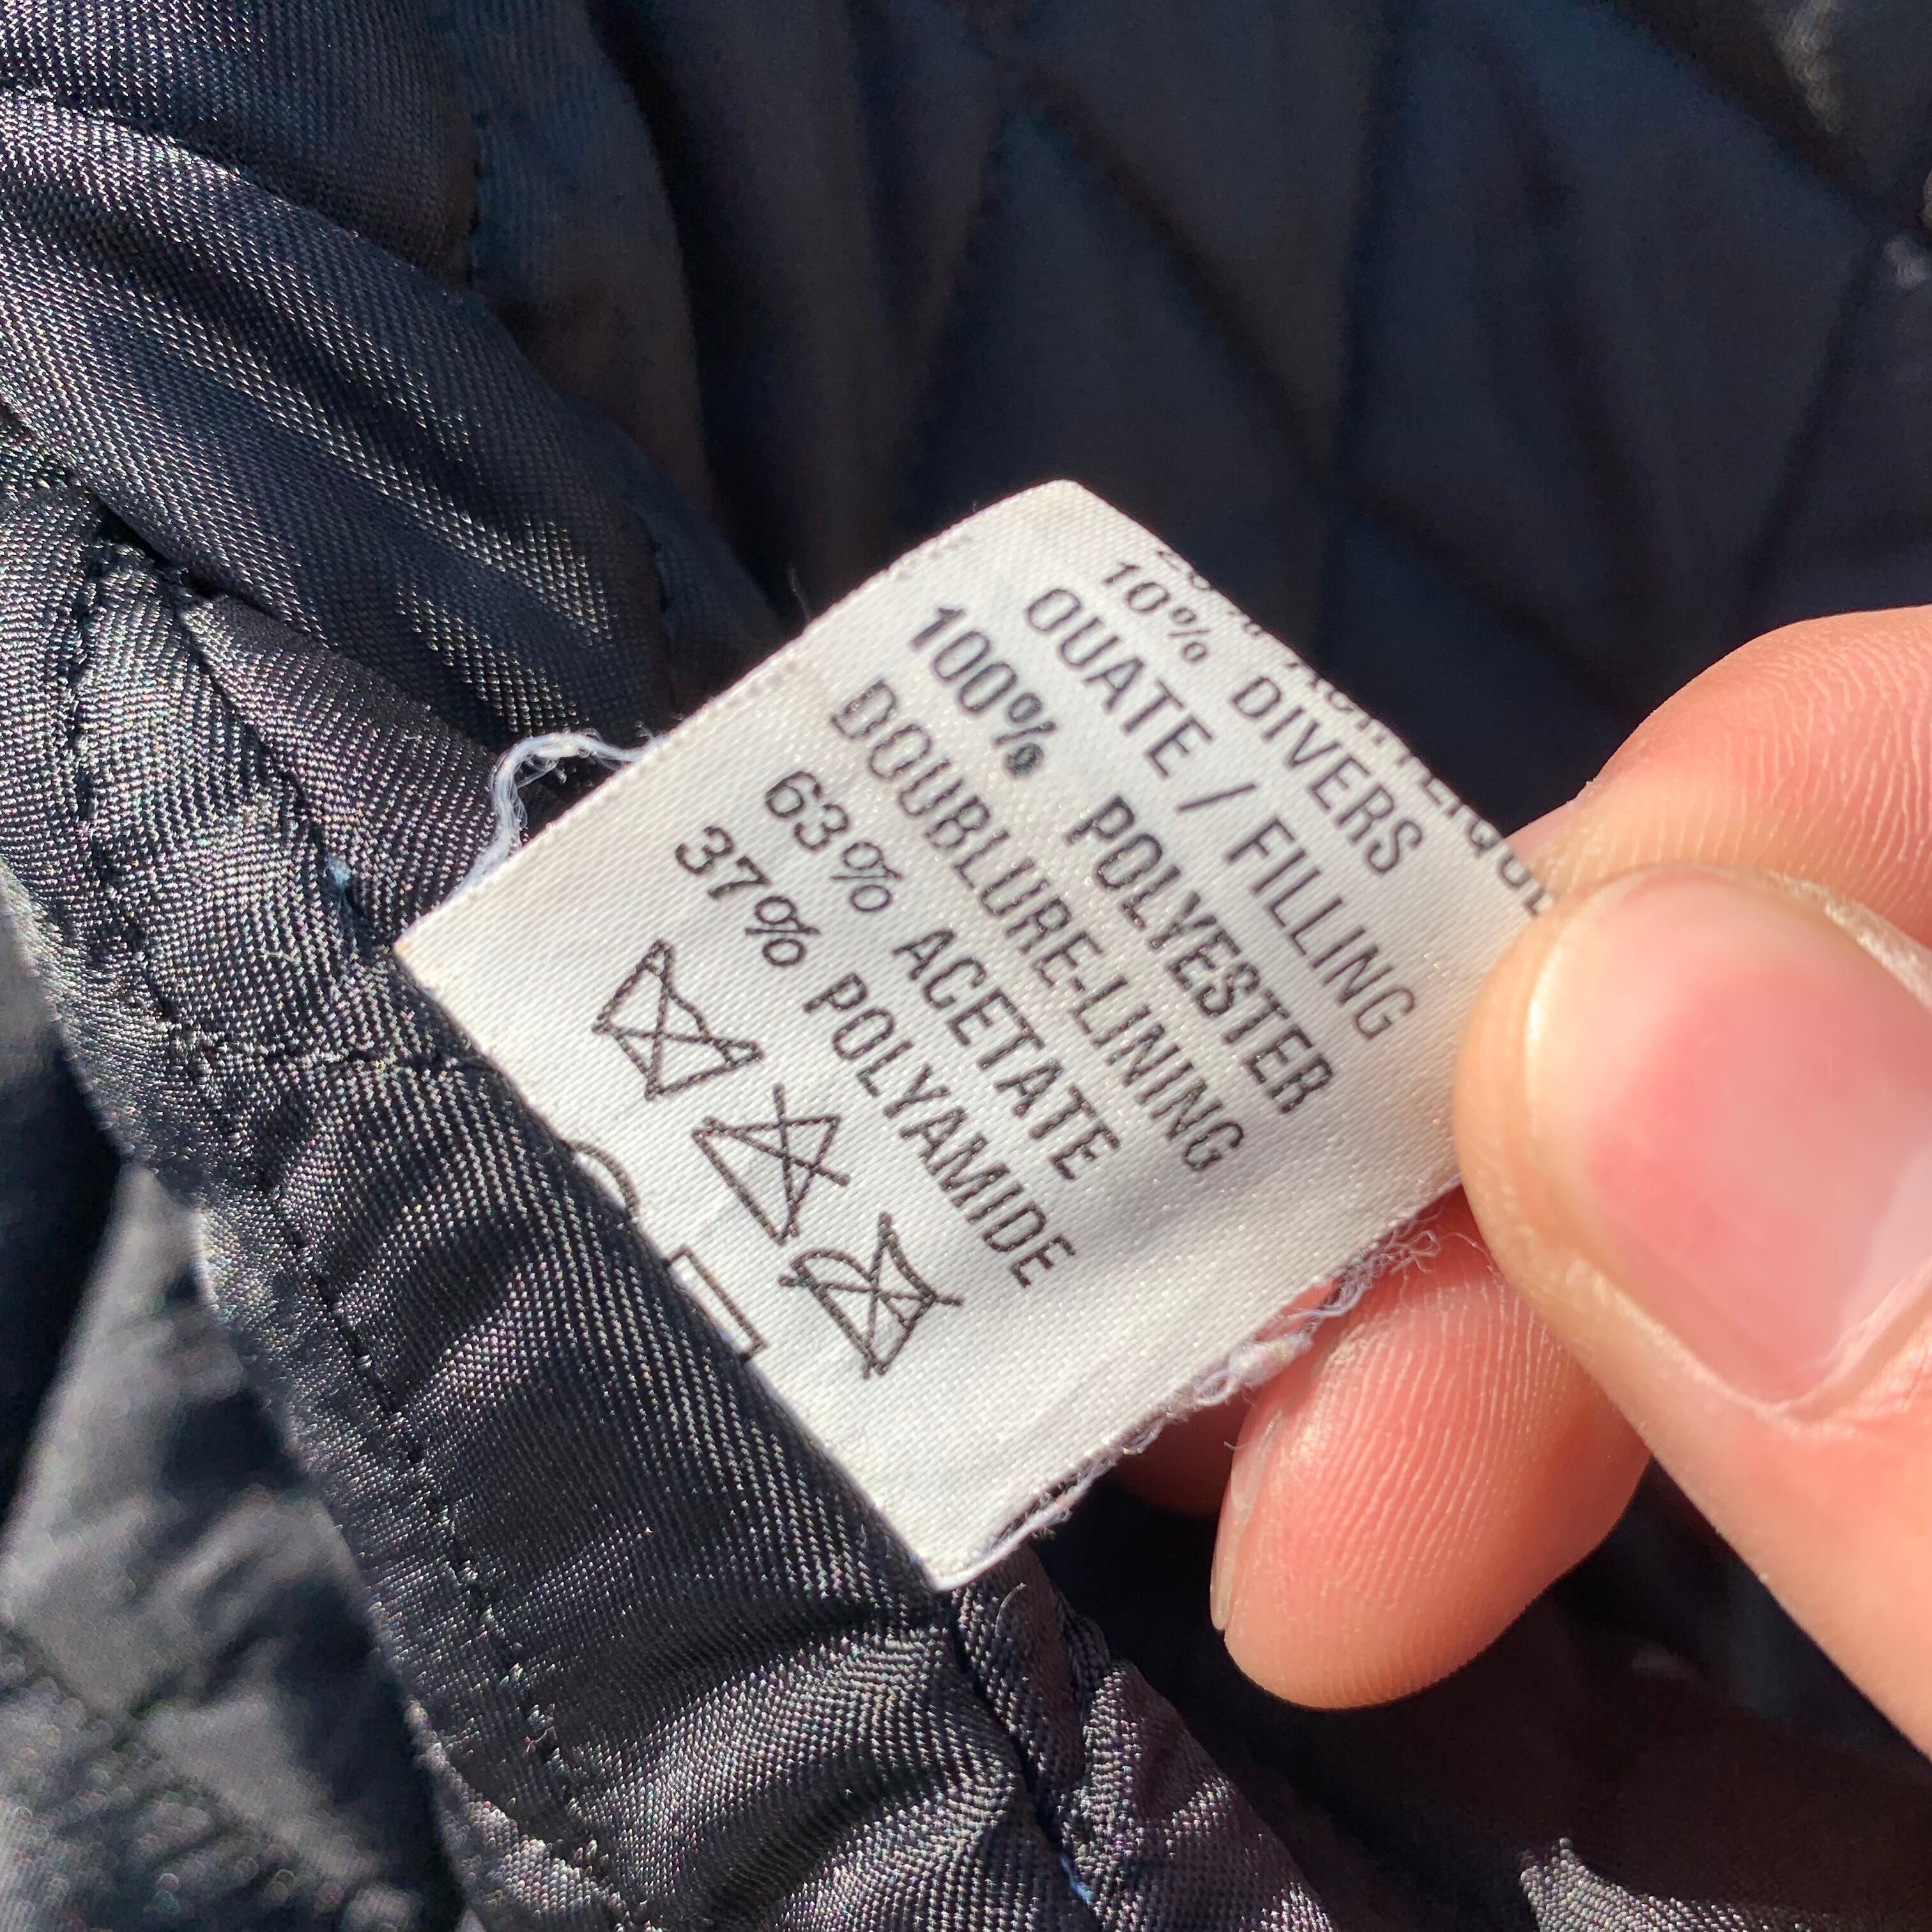 10% DIVERS
OUATE / FILLING
100% POLYESTER
DOUBLURE-LINING
63% ACETATE
37% POLYAMIDE